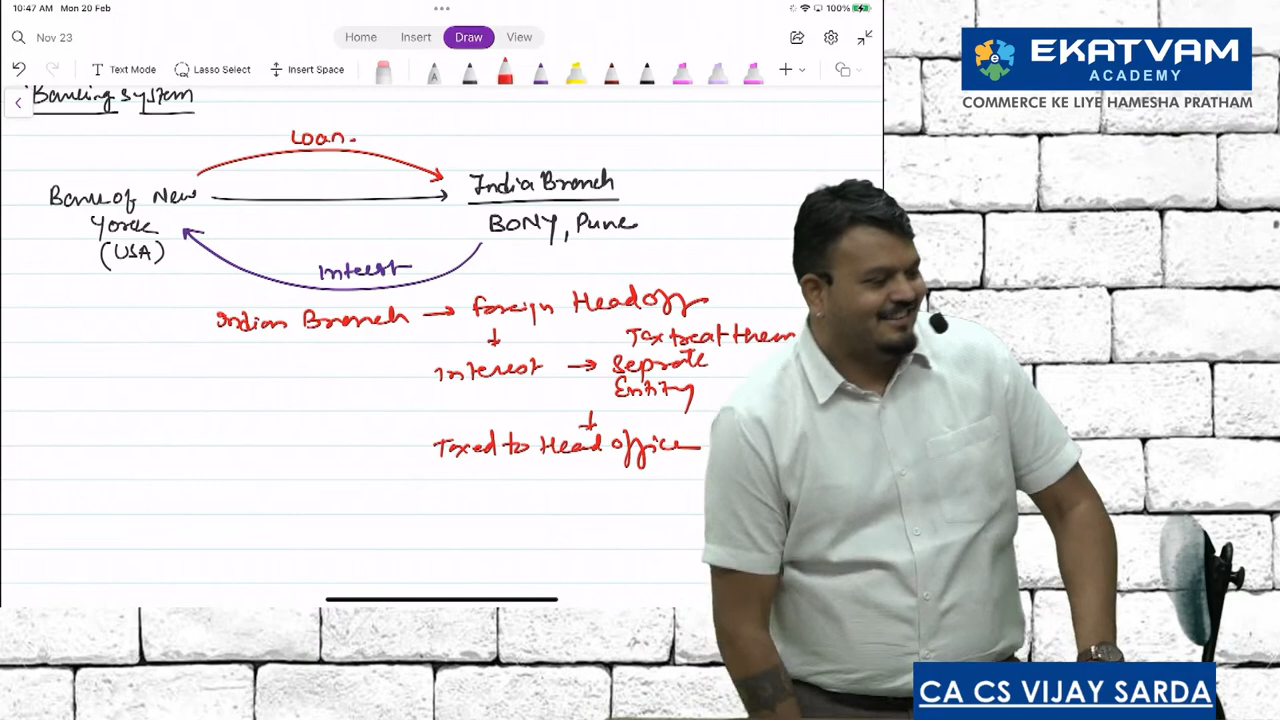 10:47 AM Mon 20 Feb
100%
Nov 23
Home Insert Draw View
Text Mode Lasso Select Insert Space
Banking System
Loan.
Bank of New
York
(USA)
India Branch
BONY, Pune
Interest
Indian Branch → Foreign Head off
↓
Tax treat them
Interest → Seprate
Entity
↓
Taxed to Head office
EKATVAM
ACADEMY
COMMERCE KE LIYE HAMESHA PRATHAM
CA CS VIJAY SARDA